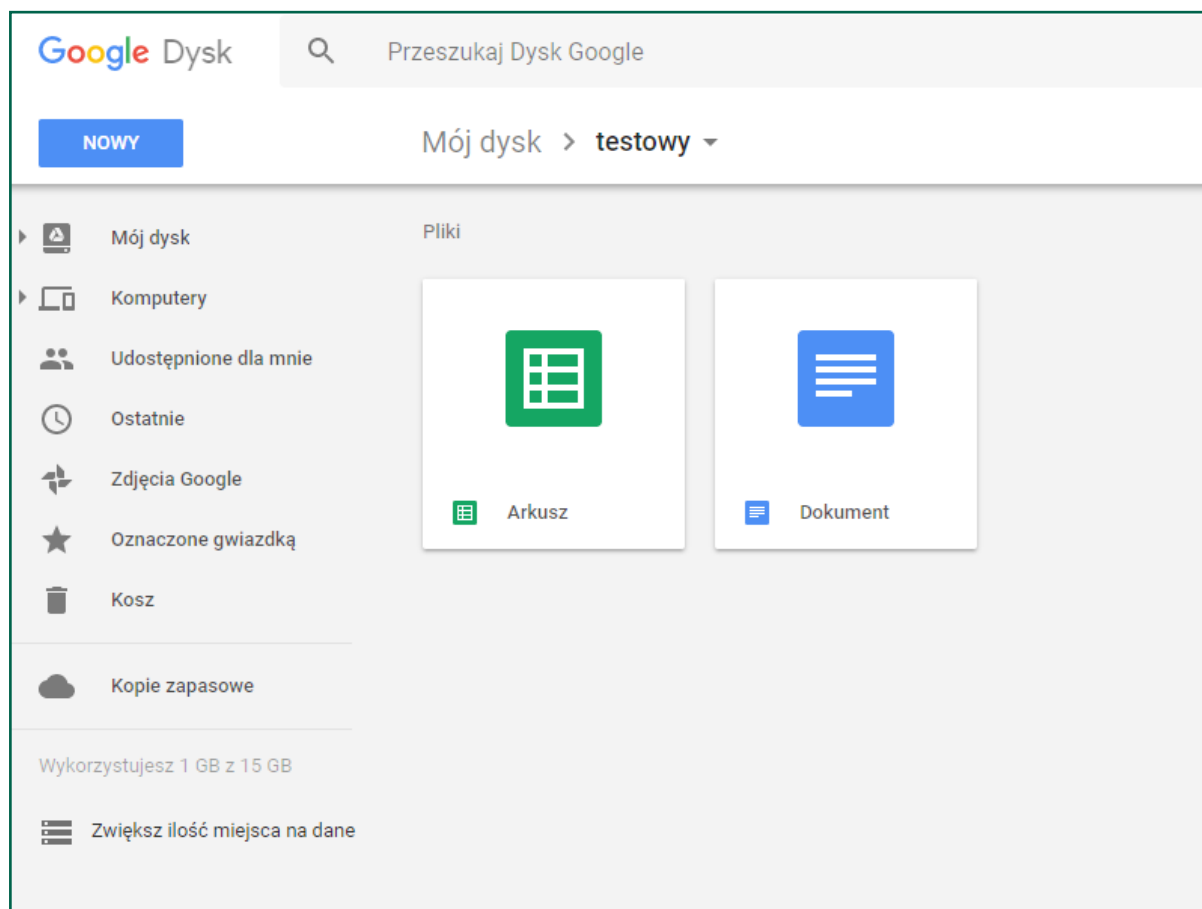 Google Dysk
Przeszukaj Dysk Google
NOWY
Mój dysk > testowy
Mój dysk
Komputery
Udostępnione dla mnie
Ostatnie
Zdjęcia Google
Oznaczone gwiazdką
Kosz
Kopie zapasowe
Wykorzystujesz 1 GB z 15 GB
Zwiększ ilość miejsca na dane
Pliki
Arkusz
Dokument